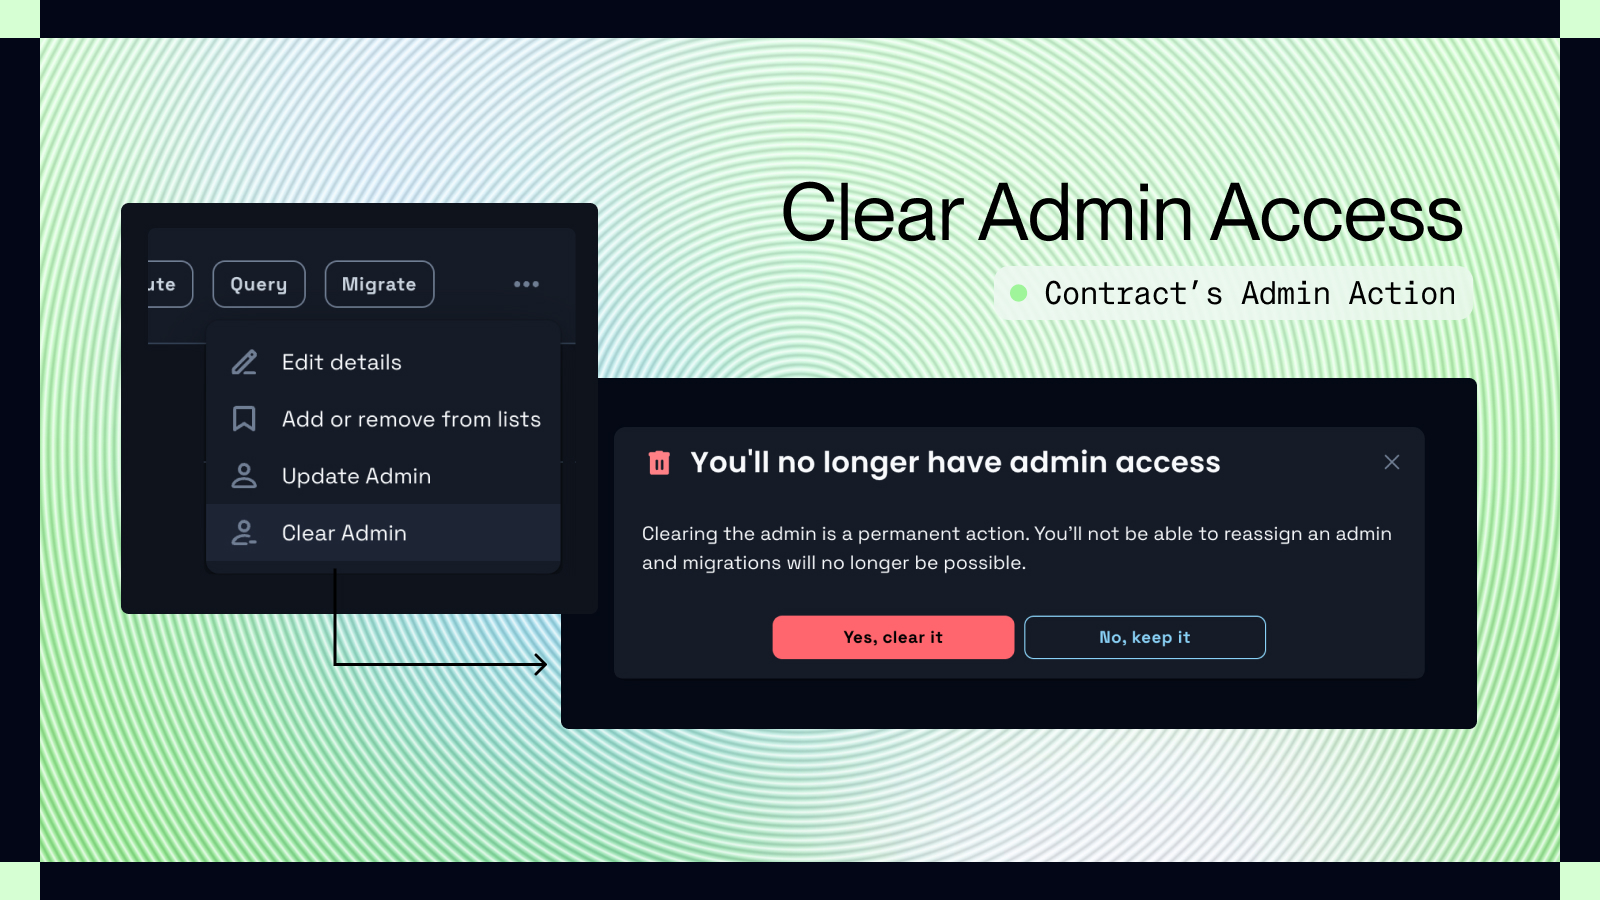 Clear Admin Access
Contract's Admin Action
ute
Query
Migrate
Edit details
Add or remove from lists
Update Admin
Clear Admin
You'll no longer have admin access
Clearing the admin is a permanent action. You'll not be able to reassign an admin
and migrations will no longer be possible.
Yes, clear it
No, keep it